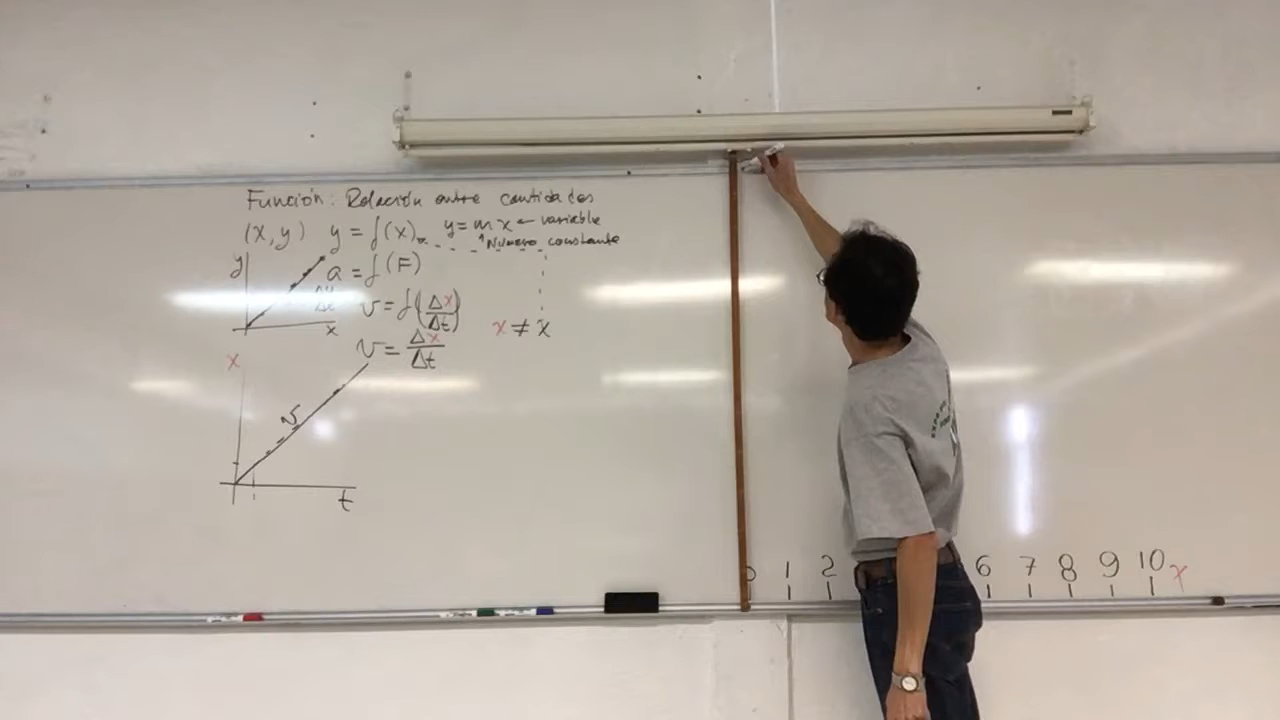 Función: Relación entre cantidades
(x,y) y = f(x) y = mx ← variable
↑ Número constante
y
a = f(F)
x
v = f(Δx/Δt)
x ≠ x
v = Δx/Δt
x
v
t
0 1 2 6 7 8 9 10 x